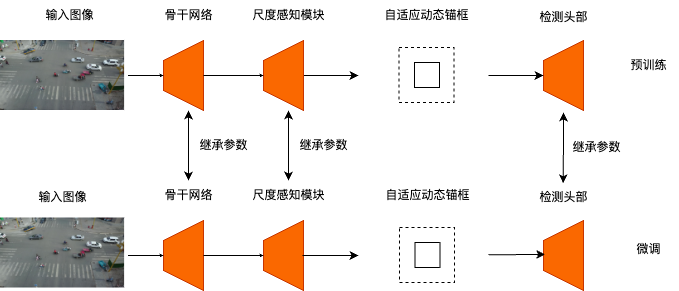 输入图像 骨干网络 尺度感知模块 自适应动态锚框 检测头部
预训练
继承参数 继承参数 继承参数
输入图像 骨干网络 尺度感知模块 自适应动态锚框 检测头部
微调